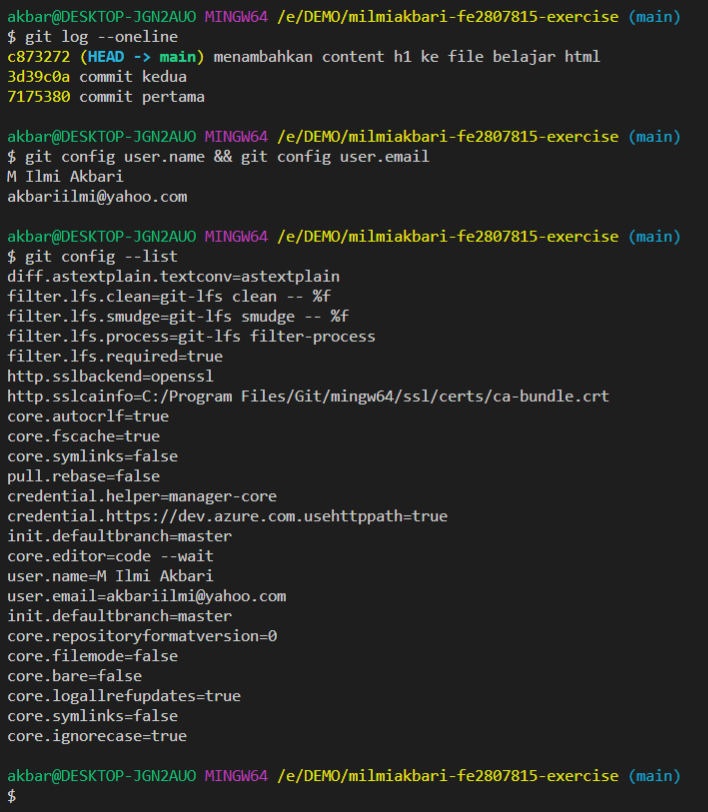 akbar@DESKTOP-JGN2AUO MINGW64 /e/DEMO/milmiakbari-fe2807815-exercise (main)
$ git log --oneline
c873272 (HEAD -> main) menambahkan content h1 ke file belajar html
3d39c0a commit kedua
7175380 commit pertama
akbar@DESKTOP-JGN2AUO MINGW64 /e/DEMO/milmiakbari-fe2807815-exercise (main)
$ git config user.name && git config user.email
M Ilmi Akbari
akbariilmi@yahoo.com
akbar@DESKTOP-JGN2AUO MINGW64 /e/DEMO/milmiakbari-fe2807815-exercise (main)
$ git config --list
diff.astextplain.textconv=astextplain
filter.lfs.clean=git-lfs clean -- %f
filter.lfs.smudge=git-lfs smudge -- %f
filter.lfs.process=git-lfs filter-process
filter.lfs.required=true
http.sslbackend=openssl
http.sslcainfo=C:/Program Files/Git/mingw64/ssl/certs/ca-bundle.crt
core.autocrlf=true
core.fscache=true
core.symlinks=false
pull.rebase=false
credential.helper=manager-core
credential.https://dev.azure.com.usehttppath=true
init.defaultbranch=master
core.editor=code --wait
user.name=M Ilmi Akbari
user.email=akbariilmi@yahoo.com
init.defaultbranch=master
core.repositoryformatversion=0
core.filemode=false
core.bare=false
core.logallrefupdates=true
core.symlinks=false
core.ignorecase=true
akbar@DESKTOP-JGN2AUO MINGW64 /e/DEMO/milmiakbari-fe2807815-exercise (main)
$